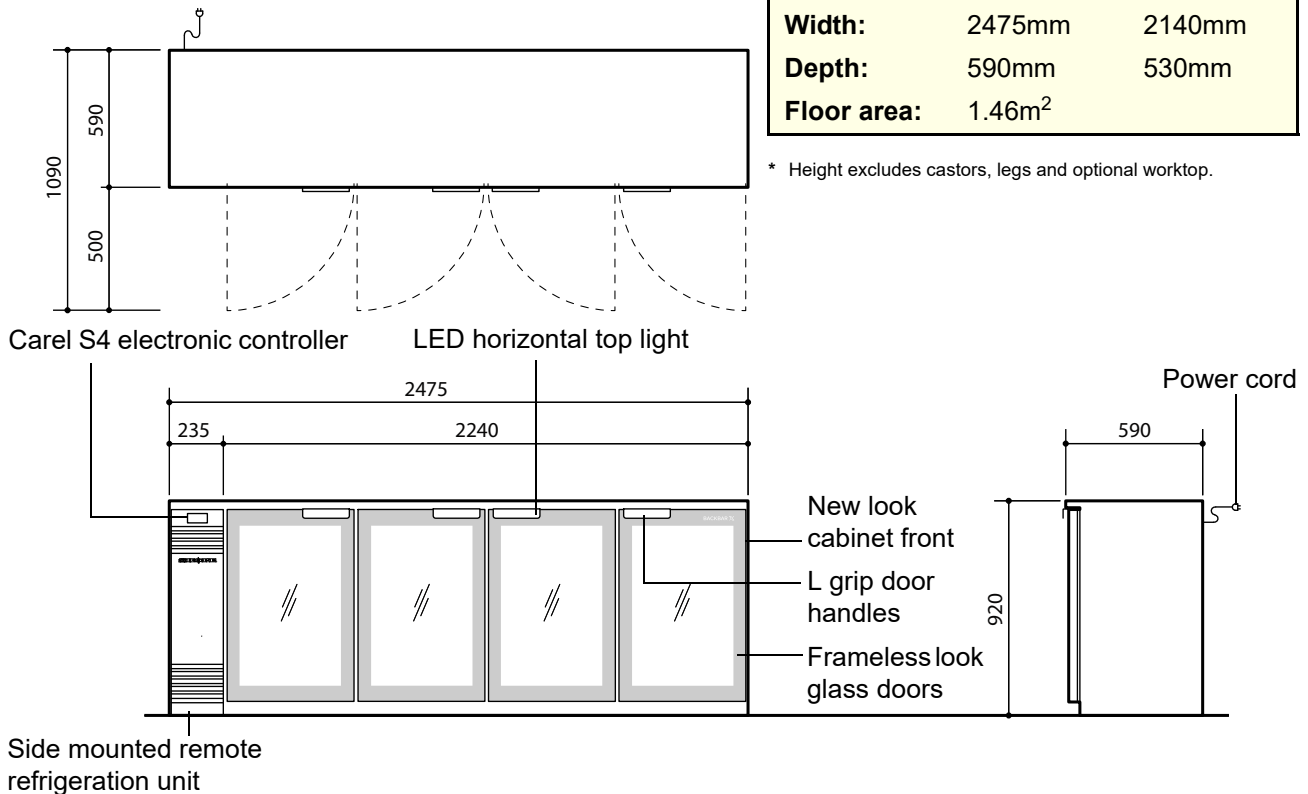 Width: 2475mm 2140mm
Depth: 590mm 530mm
Floor area: 1.46m²
* Height excludes castors, legs and optional worktop.
590
1090
500
Carel S4 electronic controller
LED horizontal top light
Power cord
2475
235
2240
590
New look
cabinet front
L grip door
handles
920
Frameless look
glass doors
Side mounted remote
refrigeration unit